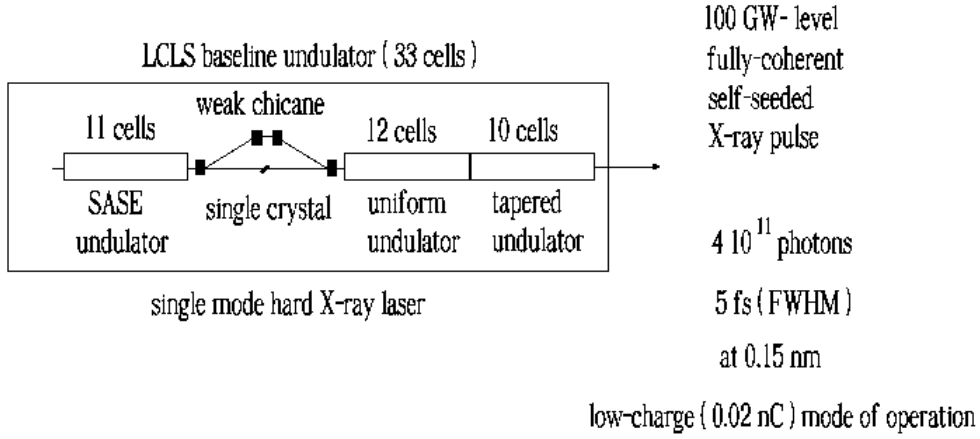 LCLS baseline undulator ( 33 cells )
weak chicane
11 cells
12 cells
10 cells
SASE
undulator
single crystal
uniform
undulator
tapered
undulator
single mode hard X-ray laser
100 GW- level
fully-coherent
self-seeded
X-ray pulse
4 10 11 photons
5 fs ( FWHM )
at 0.15 nm
low-charge ( 0.02 nC ) mode of operation